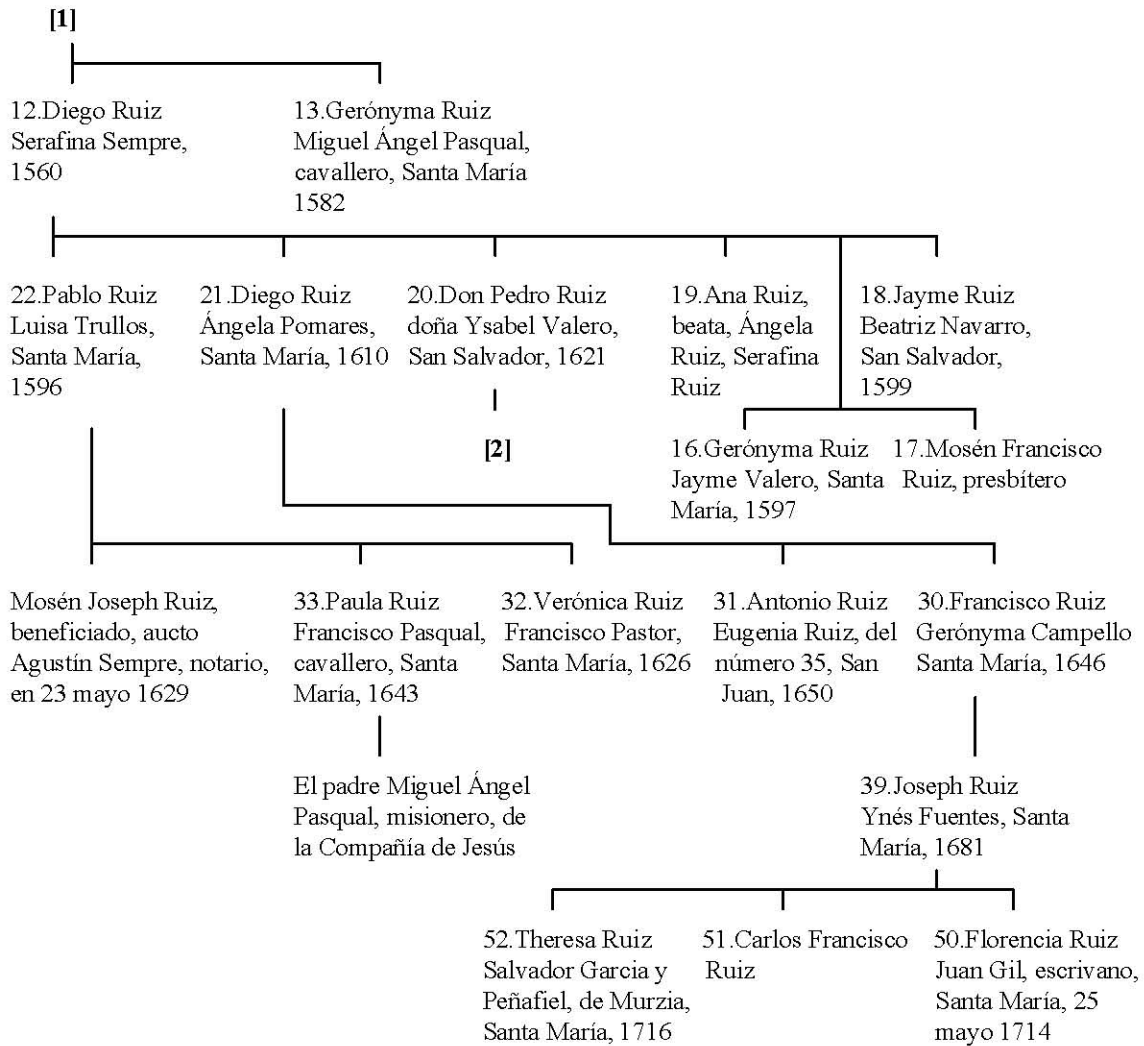 [1]
12.Diego Ruiz
Serafina Sempre,
1560
13.Gerónyma Ruiz
Miguel Ángel Pasqual,
cavallero, Santa María
1582
22.Pablo Ruiz
Luisa Trullos,
Santa María,
1596
21.Diego Ruiz
Ángela Pomares,
Santa María, 1610
20.Don Pedro Ruiz
doña Ysabel Valero,
San Salvador, 1621
[2]
19.Ana Ruiz,
beata, Ángela
Ruiz, Serafina
Ruiz
18.Jayme Ruiz
Beatriz Navarro,
San Salvador,
1599
16.Gerónyma Ruiz
Jayme Valero, Santa
María, 1597
17.Mosén Francisco
Ruiz, presbítero
Mosén Joseph Ruiz,
beneficiado, aucto
Agustín Sempre, notario,
en 23 mayo 1629
33.Paula Ruiz
Francisco Pasqual,
cavallero, Santa
María, 1643
32.Verónica Ruiz
Francisco Pastor,
Santa María, 1626
31.Antonio Ruiz
Eugenia Ruiz, del
número 35, San
Juan, 1650
30.Francisco Ruiz
Gerónyma Campello
Santa María, 1646
El padre Miguel Ángel
Pasqual, misionero, de
la Compañía de Jesús
39.Joseph Ruiz
Ynés Fuentes, Santa
María, 1681
52.Theresa Ruiz
Salvador Garcia y
Peñafiel, de Murzia,
Santa María, 1716
51.Carlos Francisco
Ruiz
50.Florencia Ruiz
Juan Gil, escrivano,
Santa María, 25
mayo 1714